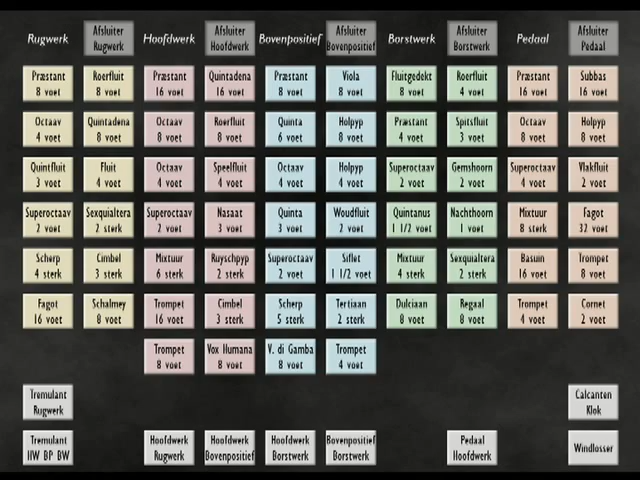 Rugwerk Afsluiter Rugwerk Hoofdwerk Afsluiter Hoofdwerk Bovenpositief Afsluiter Bovenpositief Borstwerk Afsluiter Borstwerk Pedaal Afsluiter Pedaal
Præstant Roerfluit Præstant Quintadena Præstant Viola Fluitgedekt Roerfluit Præstant Subbas
8 voet 8 voet 16 voet 16 voet 8 voet 8 voet 8 voet 4 voet 16 voet 16 voet
Octaav Quintadena Octaav Roerfluit Quinta Holpyp Præstant Spitsfluit Octaav Holpyp
4 voet 8 voet 8 voet 8 voet 6 voet 8 voet 4 voet 3 voet 8 voet 8 voet
Quintfluit Fluit Octaav Speelfluit Octaav Holpyp Superoctaav Gemshoorn Superoctaav Vlakfluit
3 voet 4 voet 4 voet 4 voet 4 voet 4 voet 2 voet 2 voet 4 voet 2 voet
Superoctaav Sexquialtera Superoctaav Nasaat Quinta Woudfluit Quintanus Nachthoorn Mixtuur Fagot
2 voet 2 sterk 2 voet 3 voet 3 voet 2 voet 1 1/2 voet 1 voet 8 sterk 32 voet
Scherp Cimbel Mixtuur Ruyschpyp Superoctaav Siflet Mixtuur Sexquialtera Basuin Trompet
4 sterk 3 sterk 6 sterk 2 sterk 2 voet 1 1/2 voet 4 sterk 2 sterk 16 voet 8 voet
Fagot Schalmey Trompet Cimbel Scherp Tertiaan Dulciaan Regaal Trompet Cornet
16 voet 8 voet 16 voet 3 sterk 5 sterk 2 sterk 8 voet 8 voet 4 voet 2 voet
Trompet Vox Humana V. di Gamba Trompet
8 voet 8 voet 8 voet 4 voet
Tremulant Calcanten
Rugwerk Klok
Tremulant Hoofdwerk Hoofdwerk Hoofdwerk Bovenpositief Pedaal Windlosser
HW BP BW Rugwerk Bovenpositief Borstwerk Borstwerk Hoofdwerk